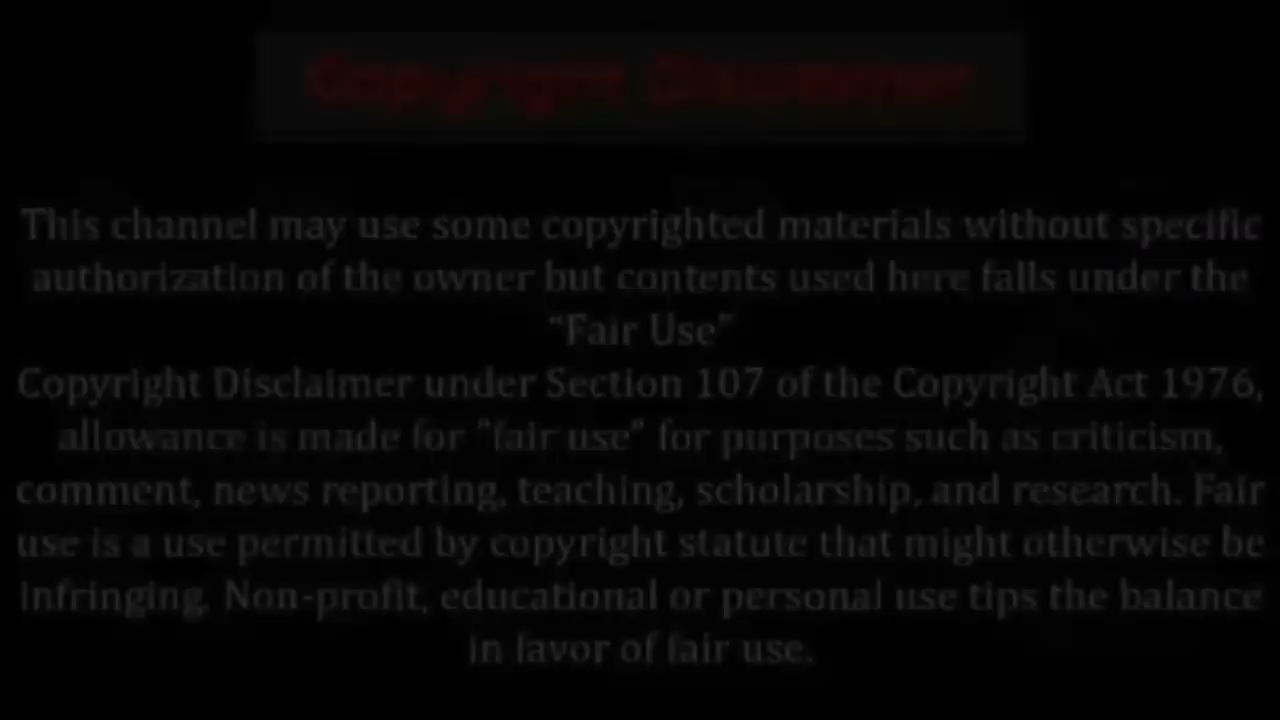 Copyright Disclaimer
This channel may use some copyrighted materials without specific
authorization of the owner but contents used here falls under the
“Fair Use”
Copyright Disclaimer under Section 107 of the Copyright Act 1976,
allowance is made for "fair use" for purposes such as criticism,
comment, news reporting, teaching, scholarship, and research. Fair
use is a use permitted by copyright statute that might otherwise be
infringing. Non-profit, educational or personal use tips the balance
in favor of fair use.